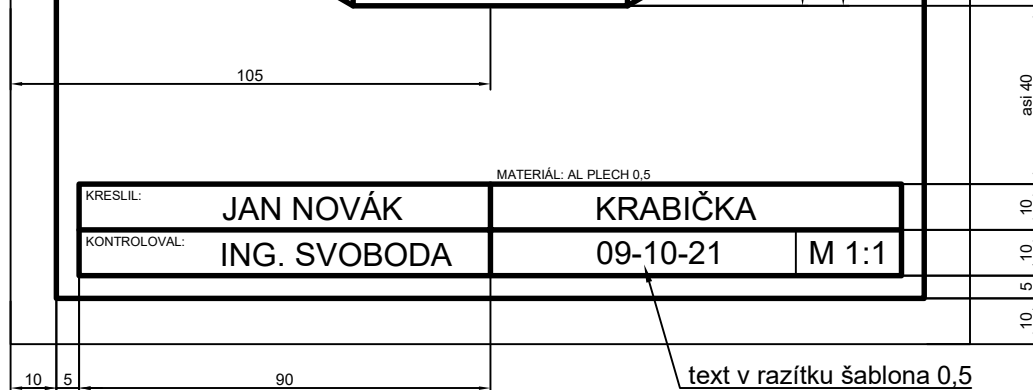 105
asi 40
MATERIÁL: AL PLECH 0,5
KRESLIL:
JAN NOVÁK
KRABIČKA
10
KONTROLOVAL:
ING. SVOBODA
09-10-21
M 1:1
10
5
10
10
5
90
text v razítku šablona 0,5